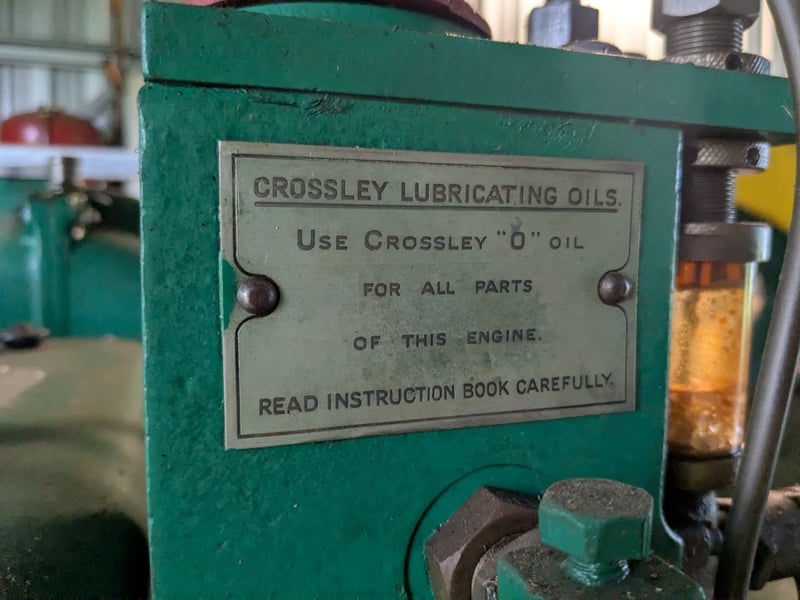 CROSSLEY LUBRICATING OILS.
USE CROSSLEY "O" OIL
FOR ALL PARTS
OF THIS ENGINE.
READ INSTRUCTION BOOK CAREFULLY.